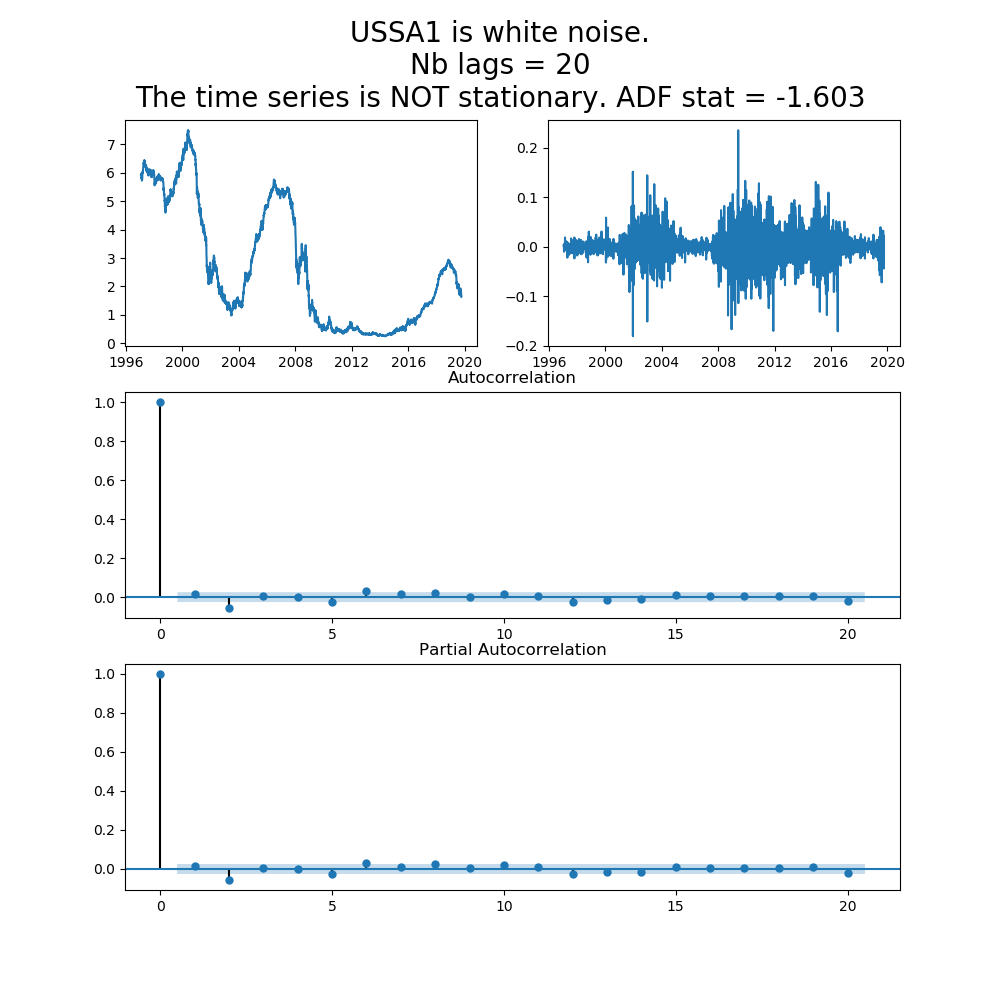 USSA1 is white noise.
Nb lags = 20
The time series is NOT stationary. ADF stat = -1.603
7
6
5
4
3
2
1
0
1996 2000 2004 2008 2012 2016 2020
0.2
0.1
0.0
−0.1
−0.2
1996 2000 2004 2008 2012 2016 2020
Autocorrelation
1.0
0.8
0.6
0.4
0.2
0.0
0 5 10 15 20
Partial Autocorrelation
1.0
0.8
0.6
0.4
0.2
0.0
0 5 10 15 20